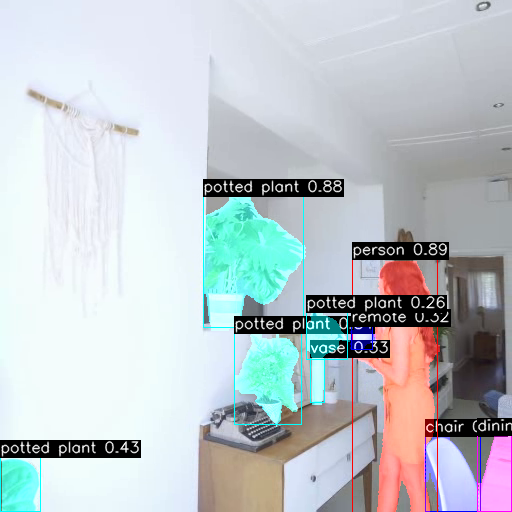 potted plant 0.88
person 0.89
potted plant 0.26
remote 0.32
potted plant 0.
vase 0.33
chair (dinin
potted plant 0.43